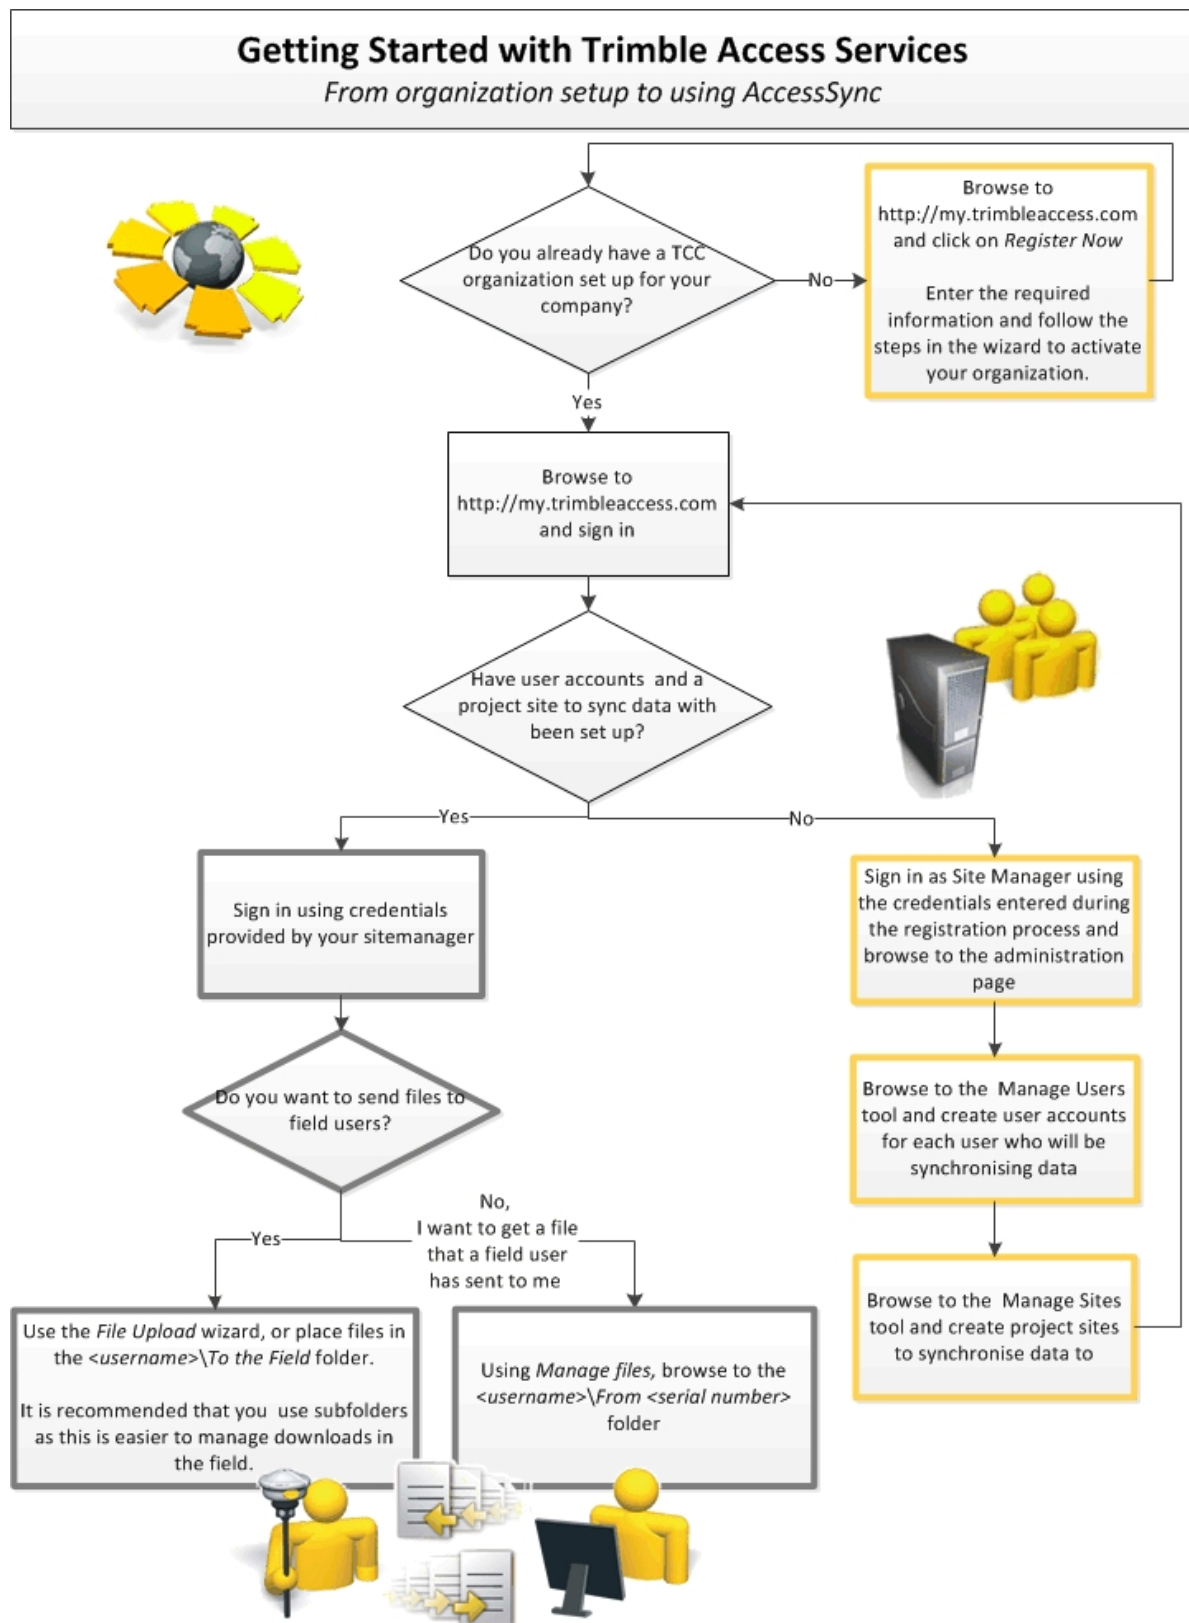 Getting Started with Trimble Access Services
From organization setup to using AccessSync
Do you already have a TCC
organization set up for your
company?
No
Browse to
http://my.trimbleaccess.com
and click on Register Now
Enter the required
information and follow the
steps in the wizard to activate
your organization.
Yes
Browse to
http://my.trimbleaccess.com
and sign in
Have user accounts and a
project site to sync data with
been set up?
Yes
No
Sign in using credentials
provided by your sitemanager
Sign in as Site Manager using
the credentials entered during
the registration process and
browse to the administration
page
Do you want to send files to
field users?
Browse to the Manage Users
tool and create user accounts
for each user who will be
synchronising data
Yes
No,
I want to get a file
that a field user
has sent to me
Browse to the Manage Sites
tool and create project sites
to synchronise data to
Use the File Upload wizard, or place files in
the <username>\To the Field folder.
It is recommended that you use subfolders
as this is easier to manage downloads in
the field.
Using Manage files, browse to the
<username>\From <serial number>
folder